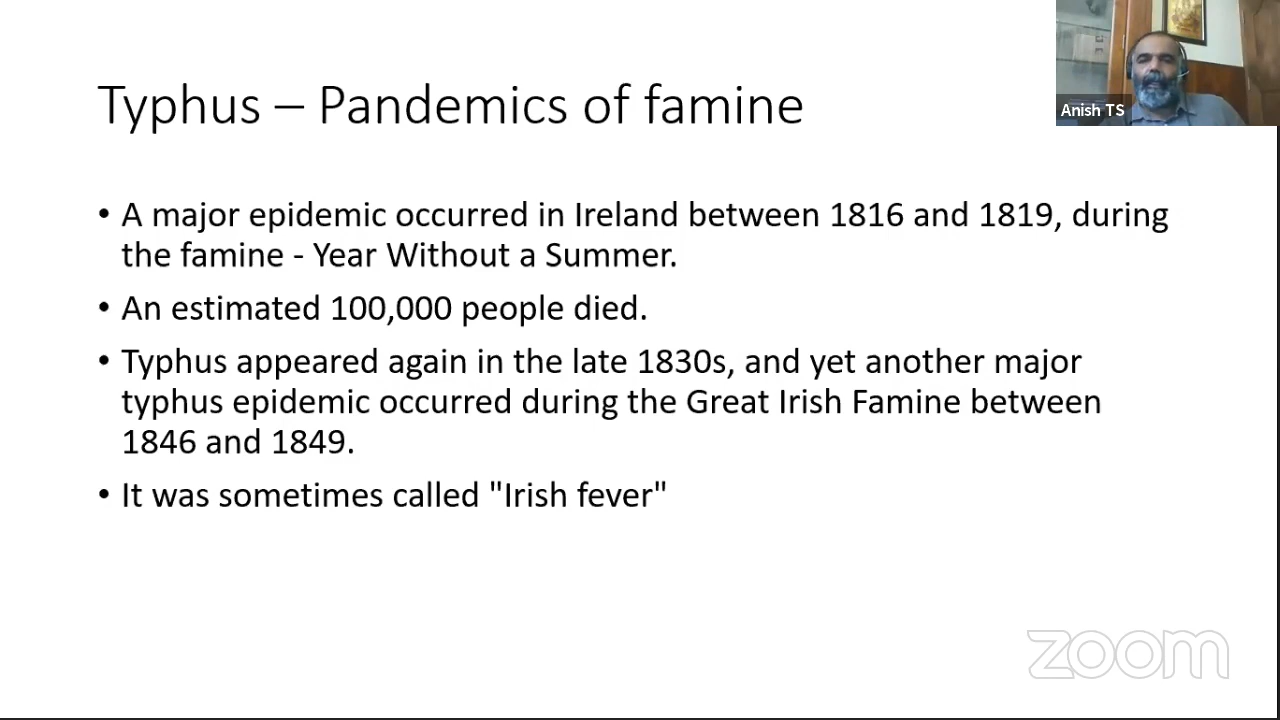 Typhus – Pandemics of famine
Anish TS
• A major epidemic occurred in Ireland between 1816 and 1819, during
the famine - Year Without a Summer.
• An estimated 100,000 people died.
• Typhus appeared again in the late 1830s, and yet another major
typhus epidemic occurred during the Great Irish Famine between
1846 and 1849.
• It was sometimes called "Irish fever"
zoom